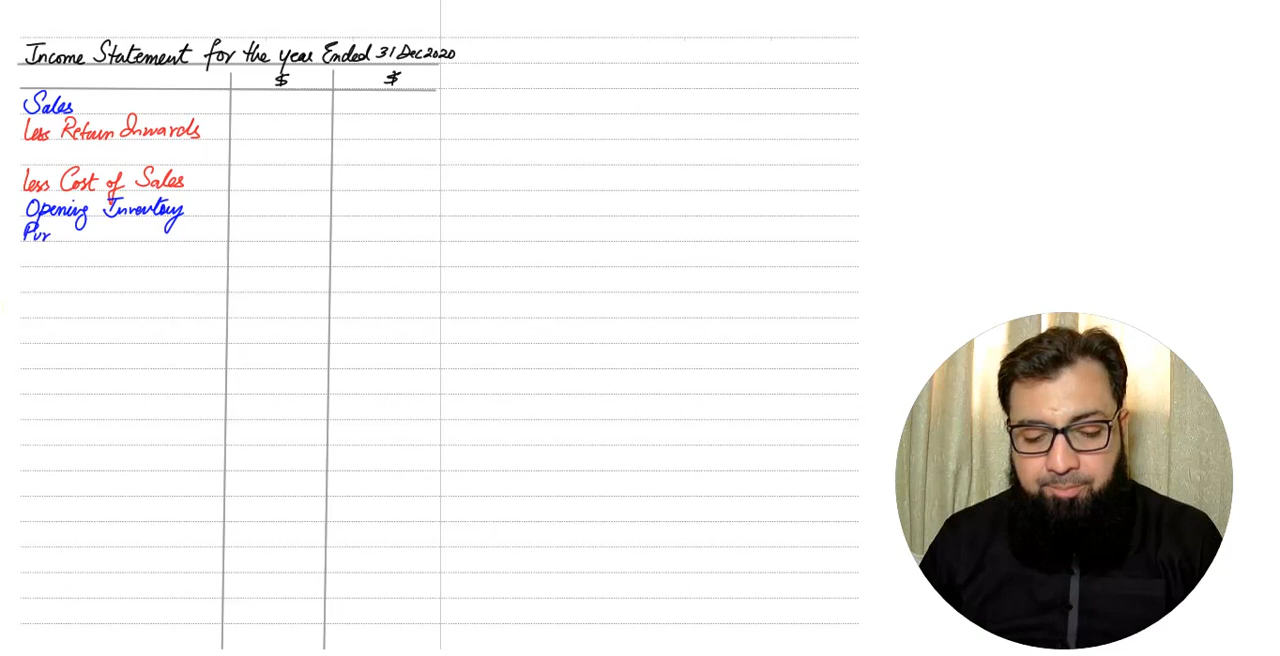 Income Statement for the year Ended 31 Dec 2020
$ $
Sales
less Return Inwards
less Cost of Sales
Opening Inventory
Pur